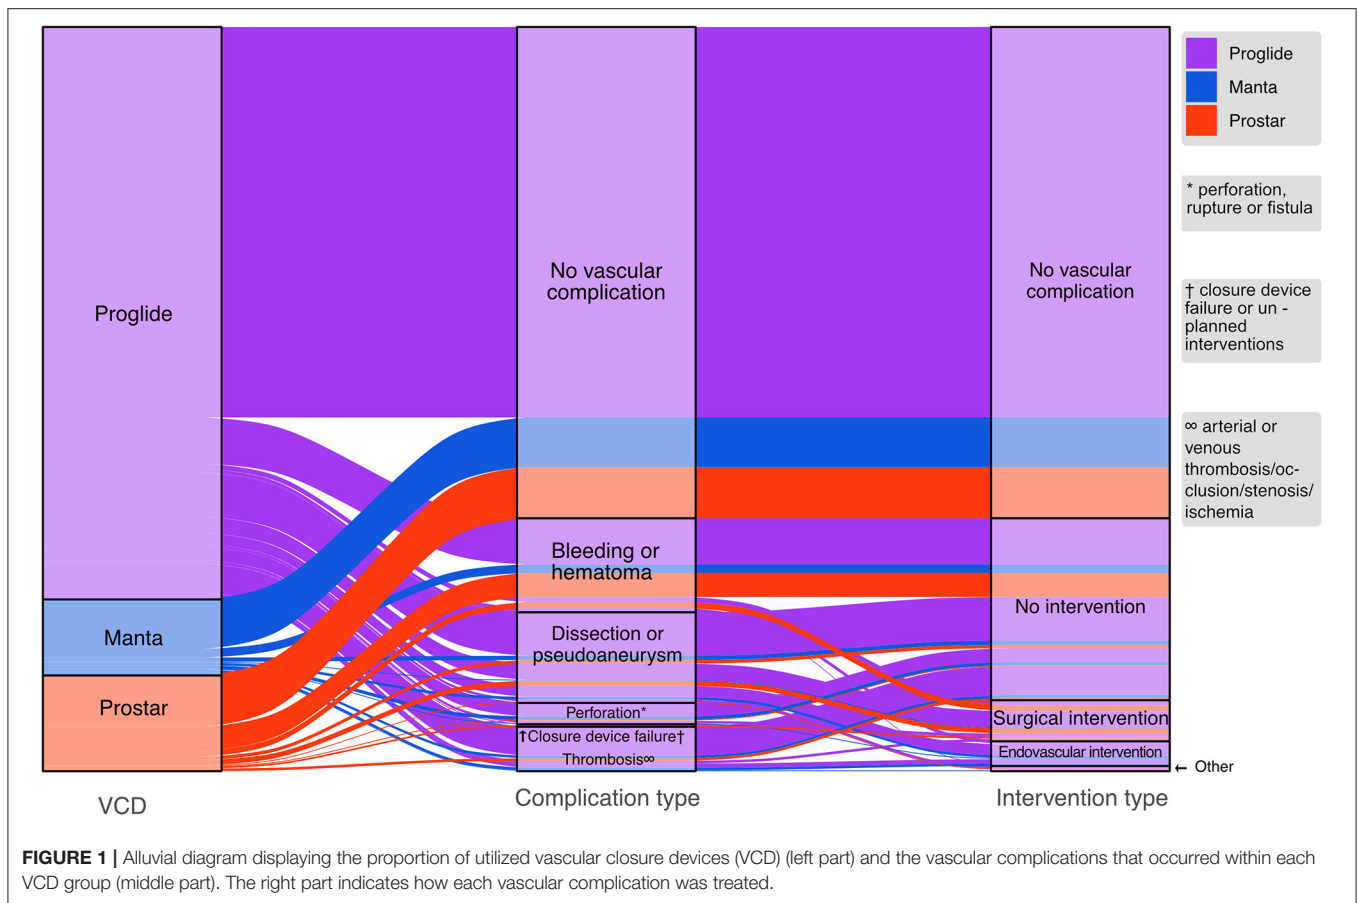 Proglide
Manta
Prostar
VCD
No vascular
complication
Bleeding or
hematoma
Dissection or
pseudoaneurysm
Perforation*
↑Closure device failure†
Thrombosis∞
Complication type
No vascular
complication
No intervention
Surgical intervention
Endovascular intervention
← Other
Intervention type
Proglide
Manta
Prostar
* perforation,
rupture or fistula
† closure device
failure or un -
planned
interventions
∞ arterial or
venous
thrombosis/oc-
clusion/stenosis/
ischemia
FIGURE 1 | Alluvial diagram displaying the proportion of utilized vascular closure devices (VCD) (left part) and the vascular complications that occurred within each
VCD group (middle part). The right part indicates how each vascular complication was treated.